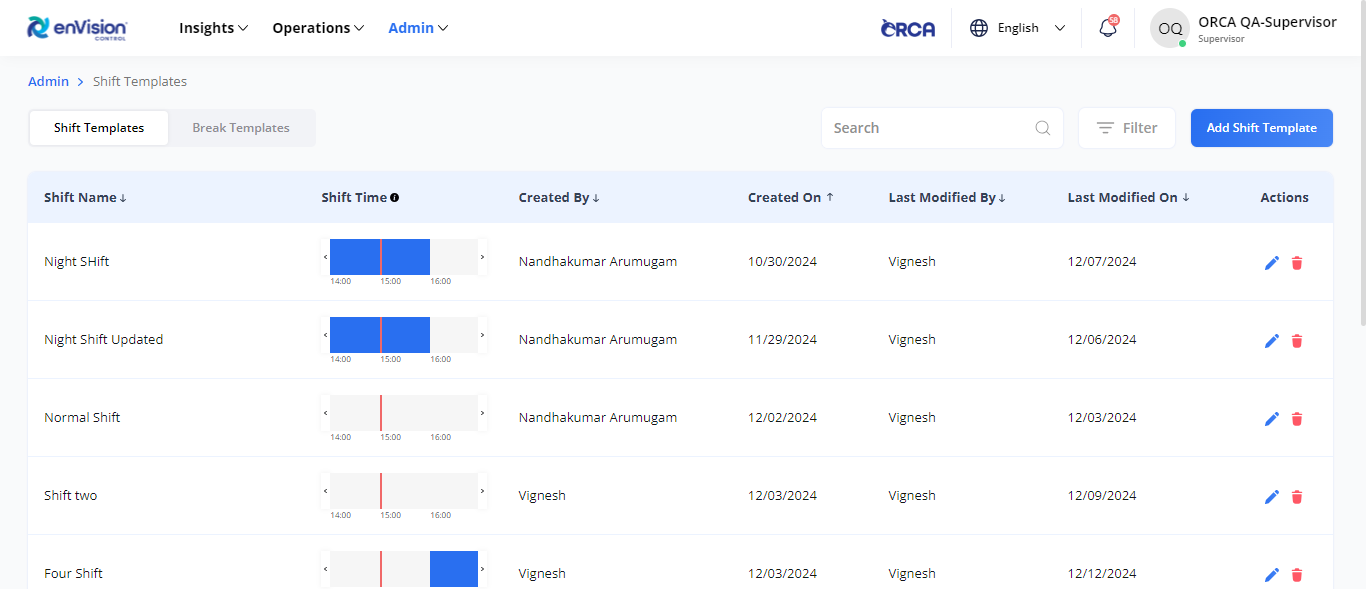 enVision
CONTROL
Insights Operations Admin
ORCA
English
58
OQ
ORCA QA-Supervisor
Supervisor
Admin > Shift Templates
Shift Templates Break Templates
Search
Filter
Add Shift Template
Shift Name↓ Shift Time Created By↓ Created On ↑ Last Modified By↓ Last Modified On ↓ Actions
Night SHift Nandhakumar Arumugam 10/30/2024 Vignesh 12/07/2024
14:00 15:00 16:00
Night Shift Updated Nandhakumar Arumugam 11/29/2024 Vignesh 12/06/2024
14:00 15:00 16:00
Normal Shift Nandhakumar Arumugam 12/02/2024 Vignesh 12/03/2024
14:00 15:00 16:00
Shift two Vignesh 12/03/2024 Vignesh 12/09/2024
14:00 15:00 16:00
Four Shift Vignesh 12/03/2024 Vignesh 12/12/2024